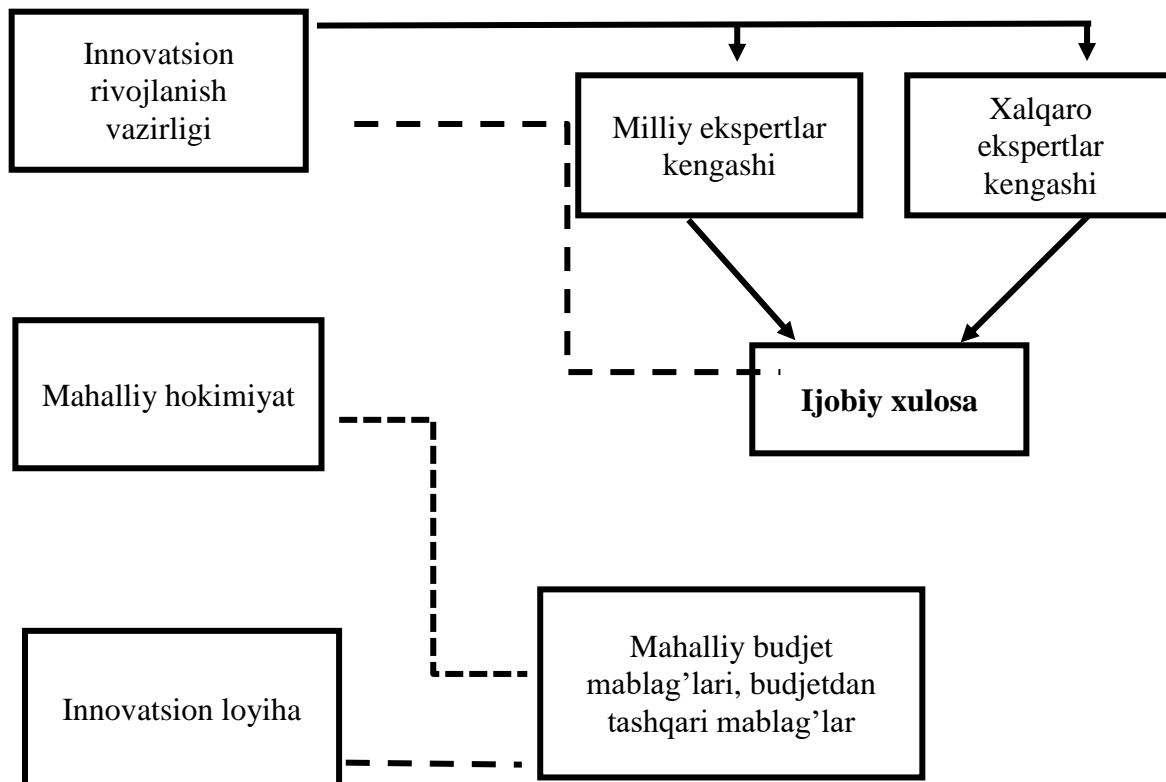 Innovatsion
rivojlanish
vazirligi
Milliy ekspertlar
kengashi
Xalqaro
ekspertlar
kengashi
Mahalliy hokimiyat
Ijobiy xulosa
Innovatsion loyiha
Mahalliy budjet
mablag’lari, budjetdan
tashqari mablag’lar